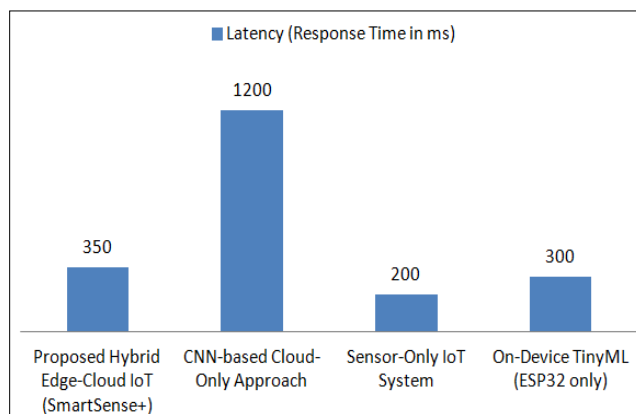 Latency (Response Time in ms)
1200
350
300
200
Proposed Hybrid
Edge-Cloud IoT
(SmartSense+)
CNN-based Cloud-
Only Approach
Sensor-Only IoT
System
On-Device TinyML
(ESP32 only)